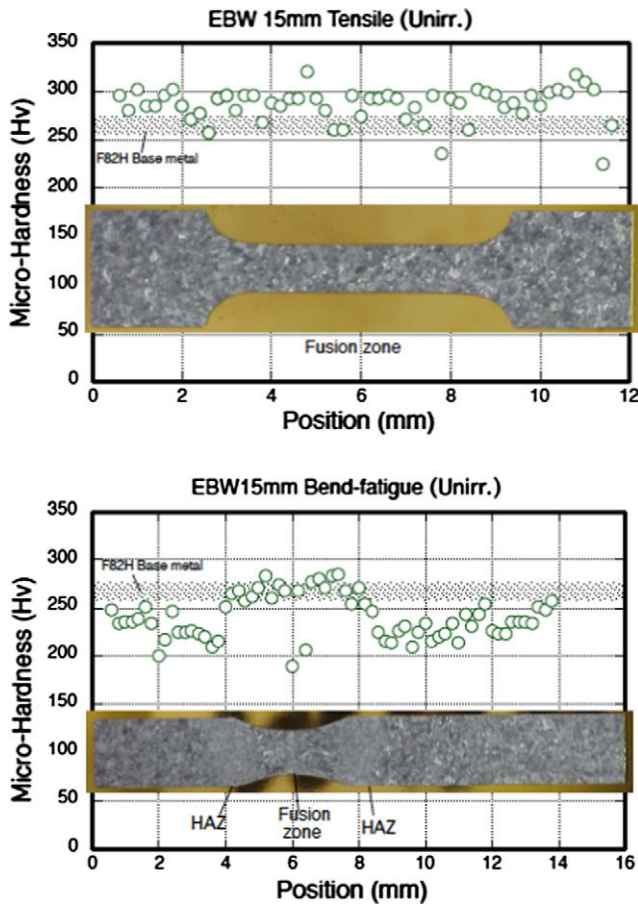 EBW 15mm Tensile (Unirr.)
350
300
250
200
150
100
50
0
Micro-Hardness (Hv)
F82H Base metal
Fusion zone
0 2 4 6 8 10 12
Position (mm)
EBW15mm Bend-fatigue (Unirr.)
350
300
250
200
150
100
50
0
Micro-Hardness (Hv)
F82H Base metal
HAZ
Fusion
zone
HAZ
0 2 4 6 8 10 12 14 16
Position (mm)